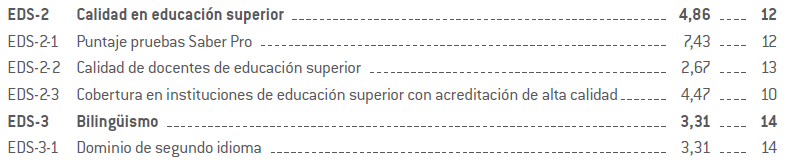 EDS-2 Calidad en educación superior 4,86 12
EDS-2-1 Puntaje pruebas Saber Pro 7,43 12
EDS-2-2 Calidad de docentes de educación superior 2,67 13
EDS-2-3 Cobertura en instituciones de educación superior con acreditación de alta calidad 4,47 10
EDS-3 Bilingüismo 3,31 14
EDS-3-1 Dominio de segundo idioma 3,31 14